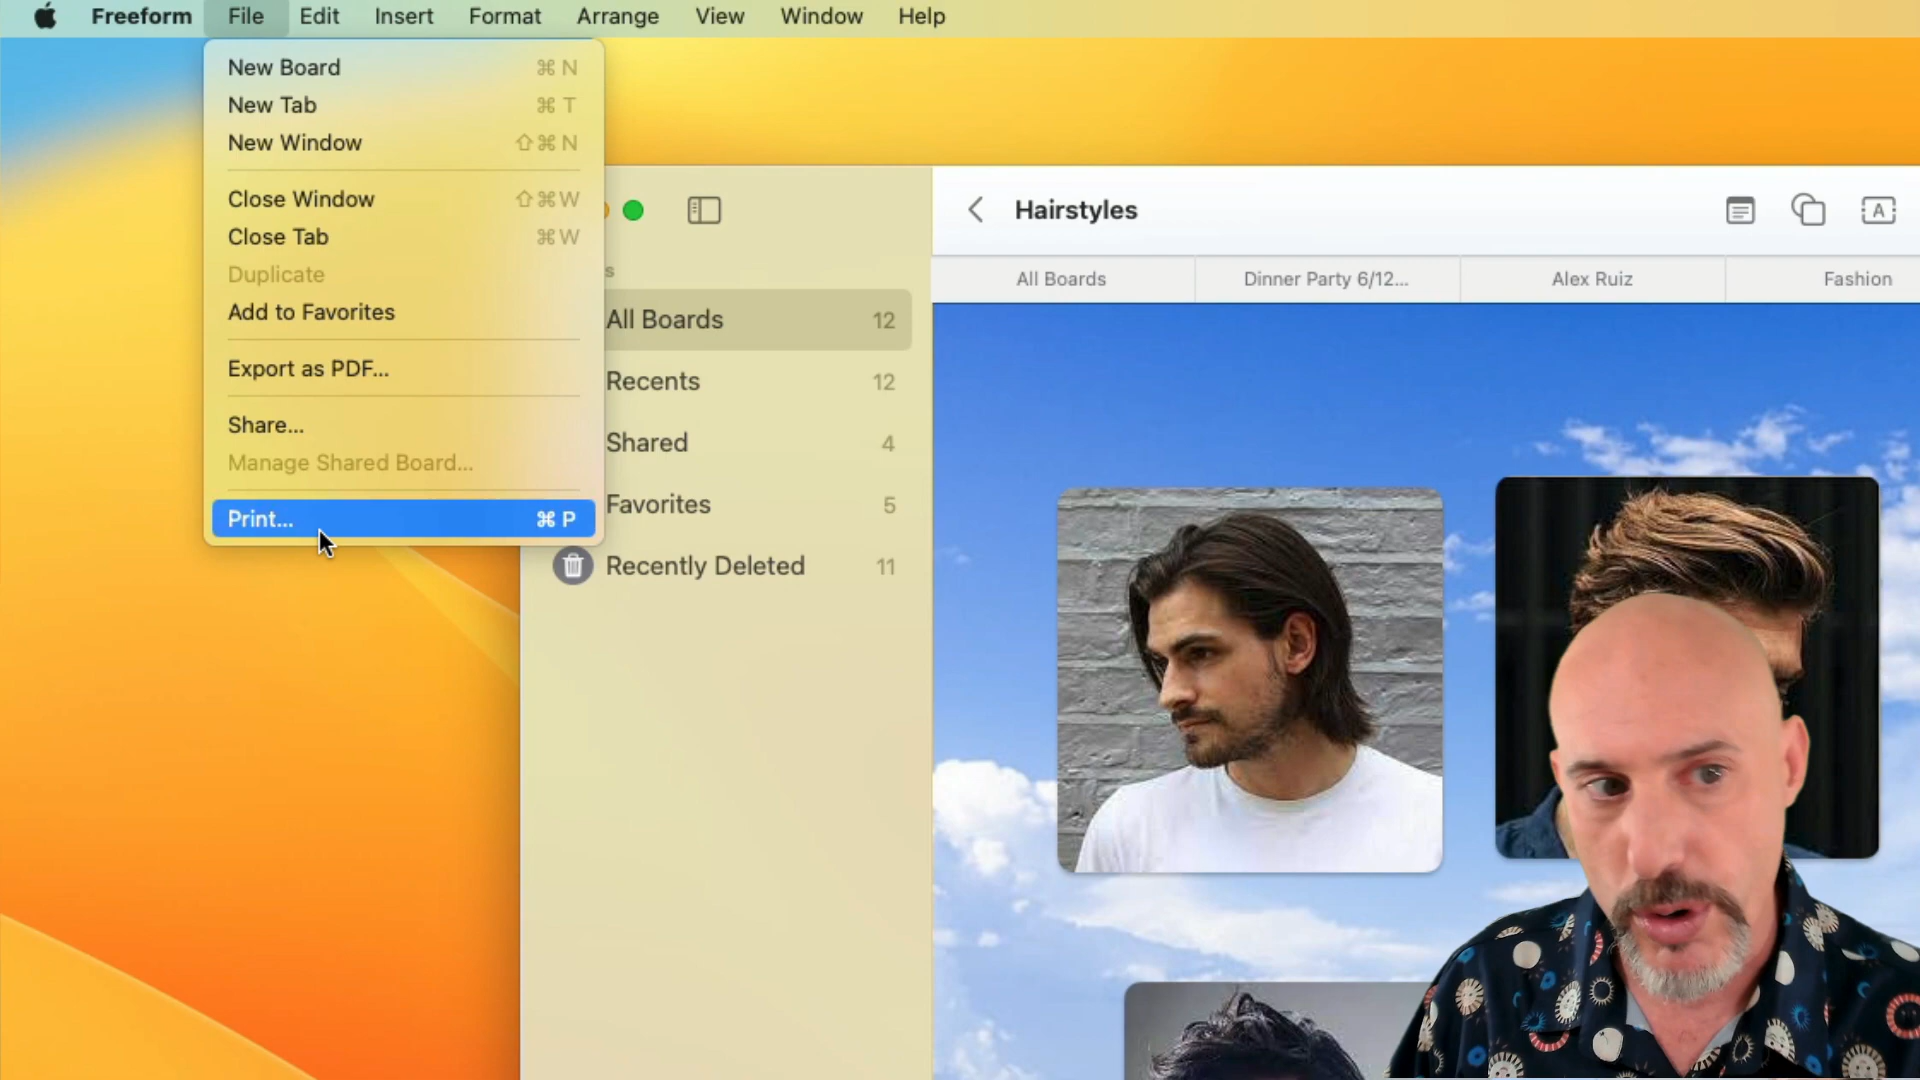 Freeform File Edit Insert Format Arrange View Window Help
New Board ⌘ N
New Tab ⌘ T
New Window ⇧⌘ N
Close Window ⇧⌘W
Close Tab ⌘W
Duplicate
Add to Favorites
Export as PDF...
Share...
Manage Shared Board...
Print... ⌘ P
s
All Boards 12
Recents 12
Shared 4
Favorites 5
Recently Deleted 11
Hairstyles
A
All Boards Dinner Party 6/12... Alex Ruiz Fashion